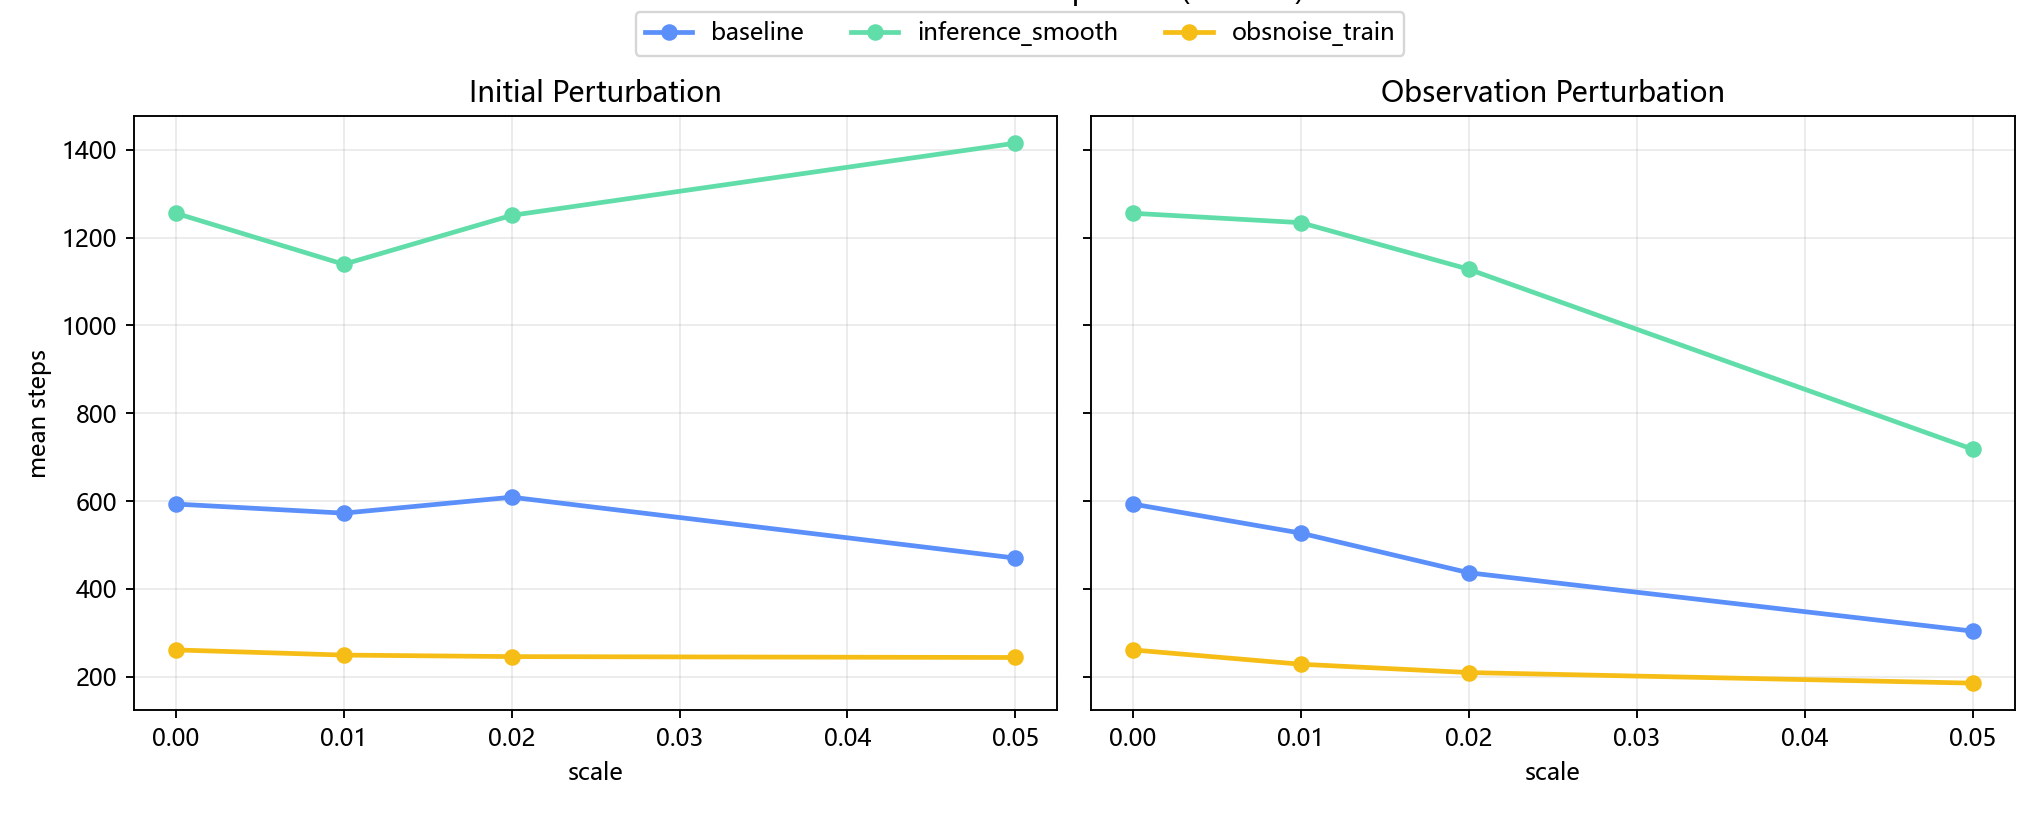 baseline inference_smooth obsnoise_train
Initial Perturbation
1400
1200
1000
800
600
400
200
mean steps
0.00 0.01 0.02 0.03 0.04 0.05
scale
Observation Perturbation
0.00 0.01 0.02 0.03 0.04 0.05
scale